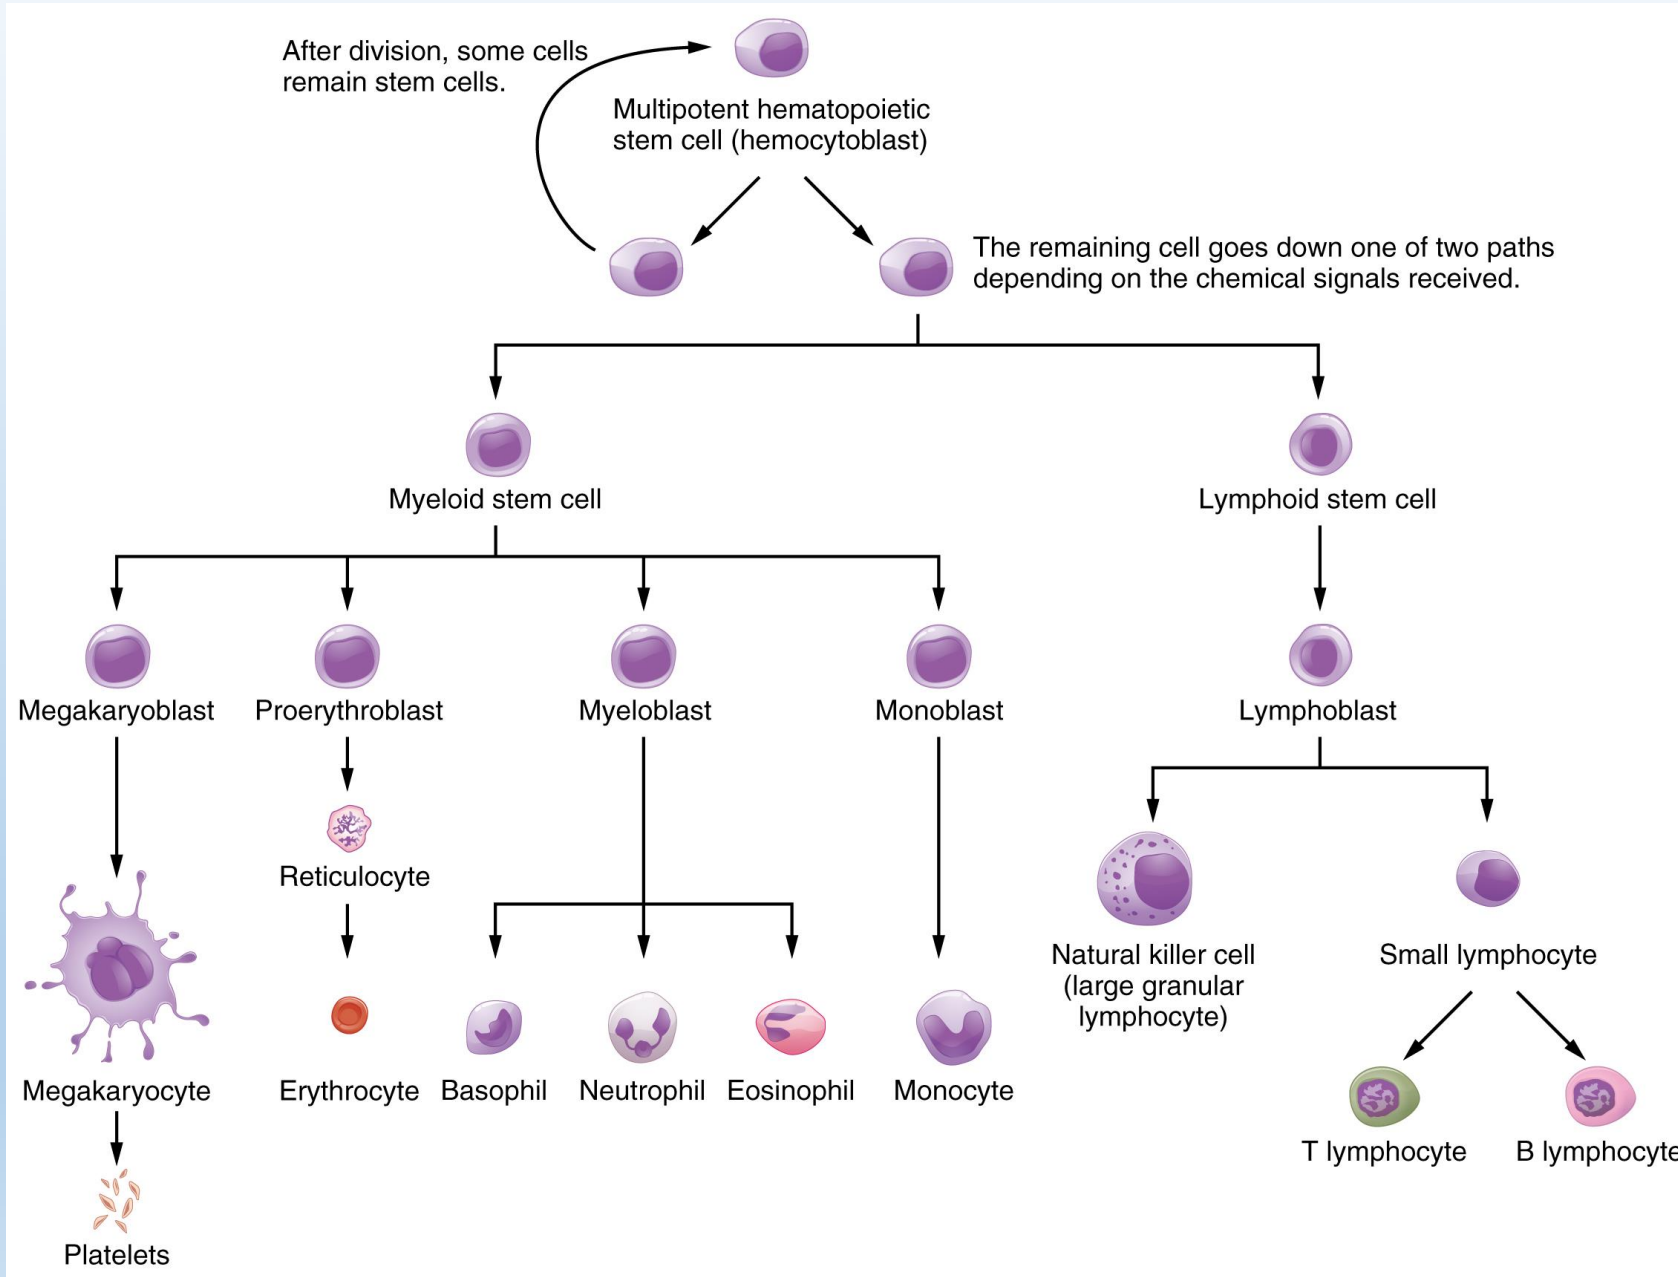 After division, some cells
remain stem cells.
Multipotent hematopoietic
stem cell (hemocytoblast)
The remaining cell goes down one of two paths
depending on the chemical signals received.
Myeloid stem cell
Lymphoid stem cell
Megakaryoblast
Proerythroblast
Myeloblast
Monoblast
Lymphoblast
Reticulocyte
Natural killer cell
(large granular
lymphocyte)
Small lymphocyte
Megakaryocyte
Erythrocyte
Basophil
Neutrophil
Eosinophil
Monocyte
T lymphocyte
B lymphocyte
Platelets